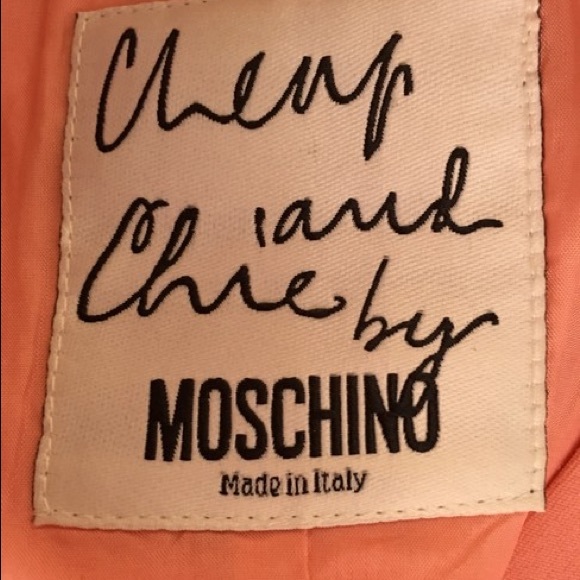 Cheap
and
Chic by
MOSCHINO
Made in Italy